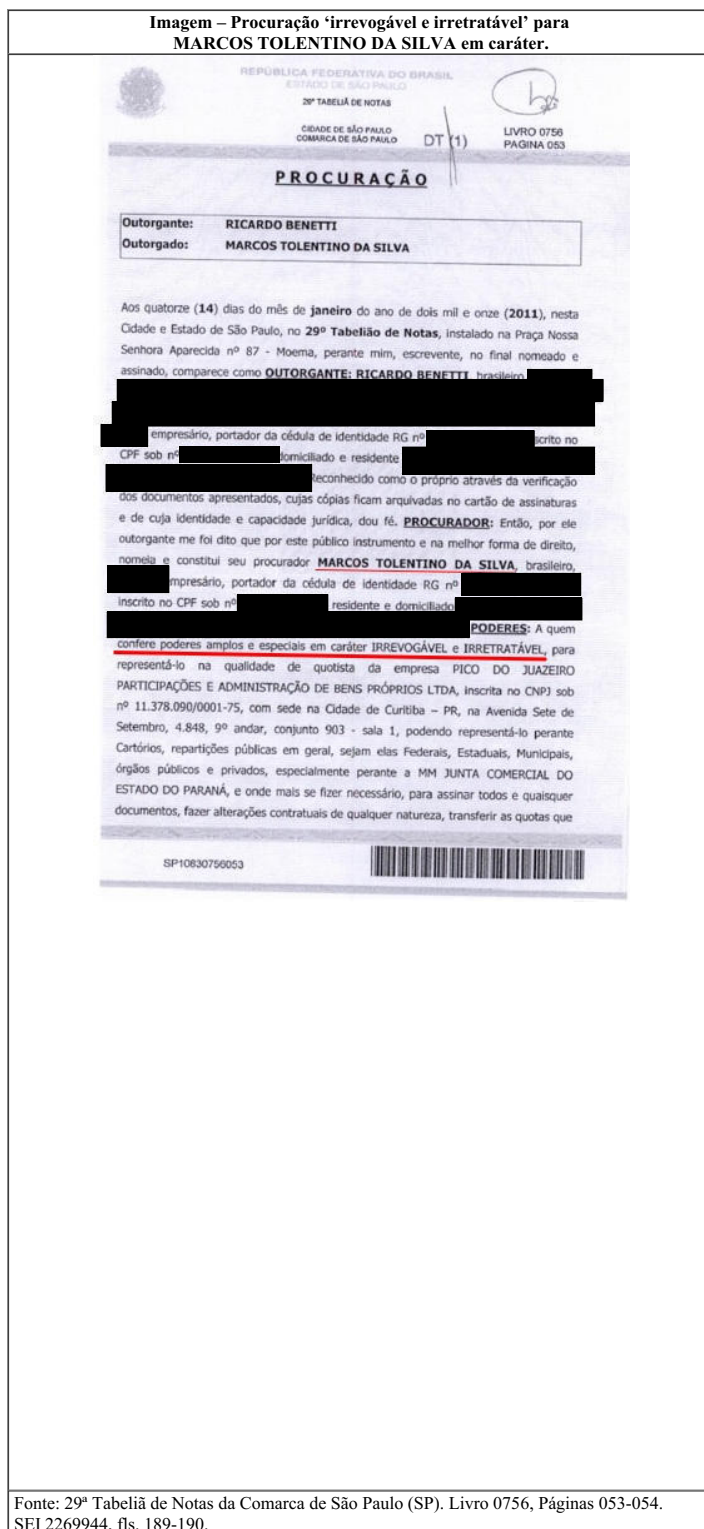 Imagem – Procuração ‘irrevogável e irretratável’ para
MARCOS TOLENTINO DA SILVA em caráter.
REPÚBLICA FEDERATIVA DO BRASIL
ESTADO DE SÃO PAULO
29ª TABELIÃ DE NOTAS
CIDADE DE SÃO PAULO
COMARCA DE SÃO PAULO
DT (1)
LIVRO 0756
PAGINA 053
PROCURAÇÃO
Outorgante: RICARDO BENETTI
Outorgado: MARCOS TOLENTINO DA SILVA
Aos quatorze (14) dias do mês de janeiro do ano de dois mil e onze (2011), nesta
Cidade e Estado de São Paulo, no 29º Tabelião de Notas, instalado na Praça Nossa
Senhora Aparecida nº 87 - Moema, perante mim, escrevente, no final nomeado e
assinado, comparece como OUTORGANTE: RICARDO BENETTI, brasileiro
empresário, portador da cédula de identidade RG nº scrito no
CPF sob nº domiciliado e residente
Reconhecido como o próprio através da verificação
dos documentos apresentados, cujas cópias ficam arquivadas no cartão de assinaturas
e de cuja identidade e capacidade jurídica, dou fé. PROCURADOR: Então, por ele
outorgante me foi dito que por este público instrumento e na melhor forma de direito,
nomeia e constitui seu procurador MARCOS TOLENTINO DA SILVA, brasileiro,
mpresário, portador da cédula de identidade RG nº
inscrito no CPF sob nº residente e domiciliado
PODERES: A quem
confere poderes amplos e especiais em caráter IRREVOGÁVEL e IRRETRATÁVEL, para
representá-lo na qualidade de quotista da empresa PICO DO JUAZEIRO
PARTICIPAÇÕES E ADMINISTRAÇÃO DE BENS PRÓPRIOS LTDA, inscrita no CNPJ sob
nº 11.378.090/0001-75, com sede na Cidade de Curitiba – PR, na Avenida Sete de
Setembro, 4.848, 9º andar, conjunto 903 - sala 1, podendo representá-lo perante
Cartórios, repartições públicas em geral, sejam elas Federais, Estaduais, Municipais,
órgãos públicos e privados, especialmente perante a MM JUNTA COMERCIAL DO
ESTADO DO PARANÁ, e onde mais se fizer necessário, para assinar todos e quaisquer
documentos, fazer alterações contratuais de qualquer natureza, transferir as quotas que
SP10830756053
Fonte: 29ª Tabeliã de Notas da Comarca de São Paulo (SP). Livro 0756, Páginas 053-054.
SEI 2269944, fls. 189-190.